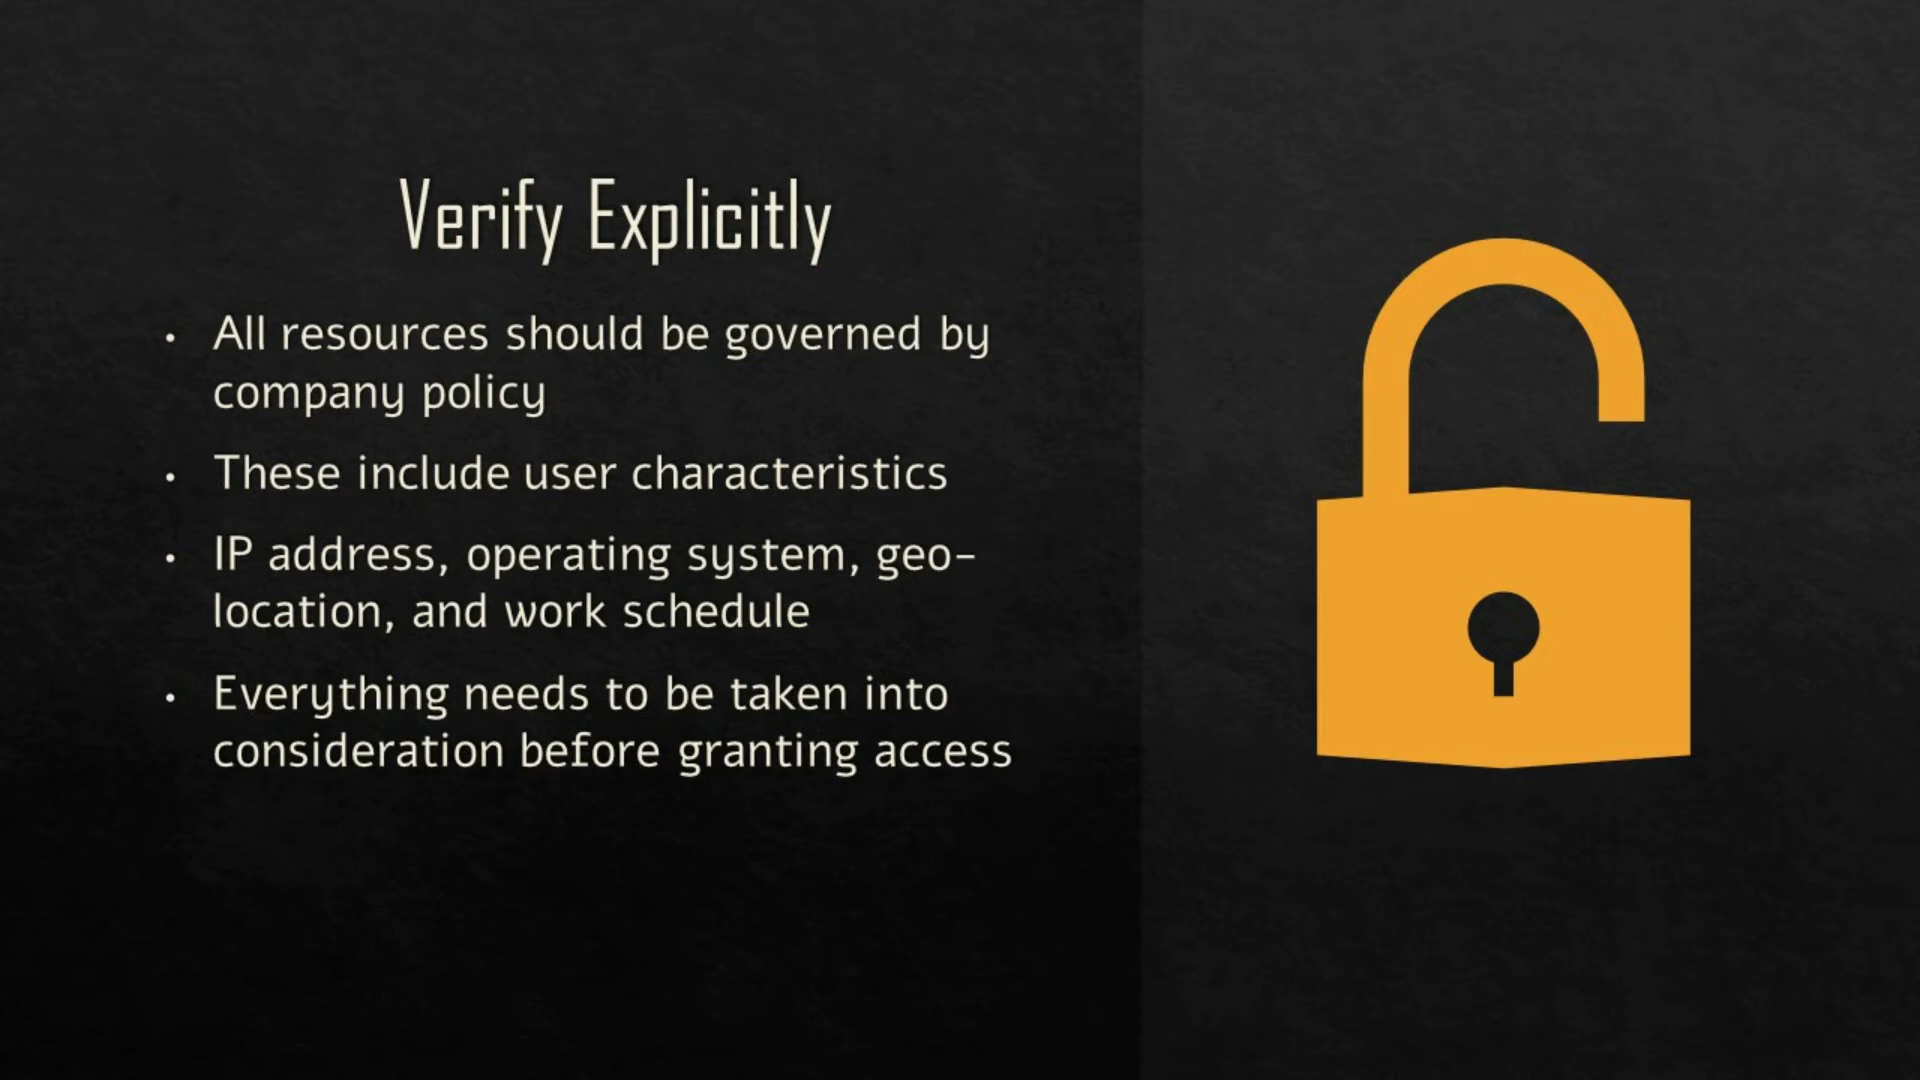 Verify Explicitly
• All resources should be governed by
company policy
• These include user characteristics
• IP address, operating system, geo-
location, and work schedule
• Everything needs to be taken into
consideration before granting access